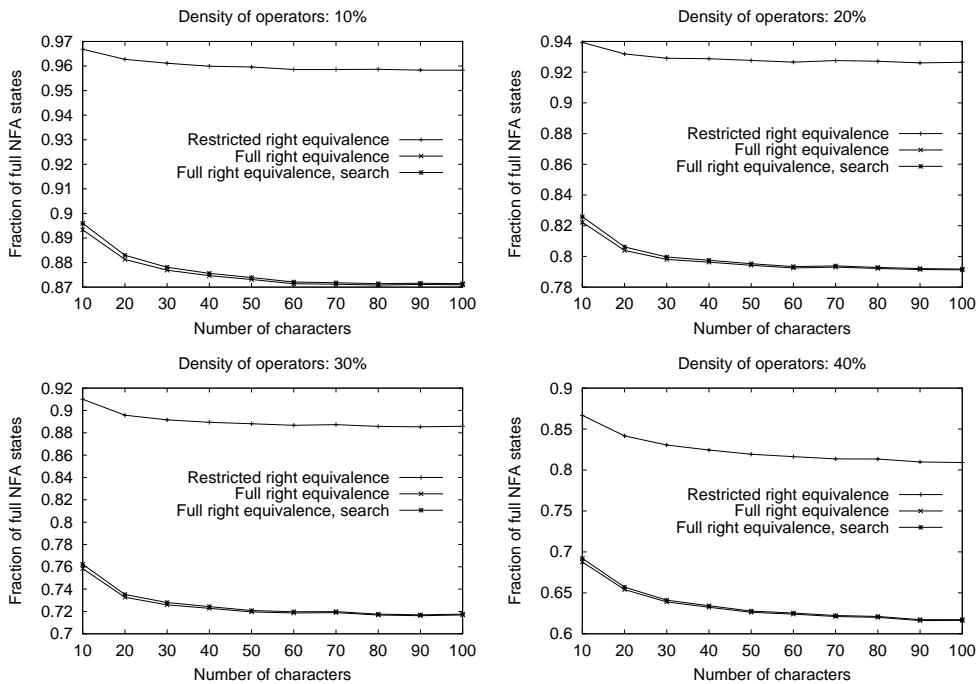 Density of operators: 10%
Fraction of full NFA states
0.97
0.96
0.95
0.94
0.93
0.92
0.91
0.9
0.89
0.88
0.87
Restricted right equivalence
Full right equivalence
Full right equivalence, search
10 20 30 40 50 60 70 80 90 100
Number of characters
Density of operators: 20%
Fraction of full NFA states
0.94
0.92
0.9
0.88
0.86
0.84
0.82
0.8
0.78
Restricted right equivalence
Full right equivalence
Full right equivalence, search
10 20 30 40 50 60 70 80 90 100
Number of characters
Density of operators: 30%
Fraction of full NFA states
0.92
0.9
0.88
0.86
0.84
0.82
0.8
0.78
0.76
0.74
0.72
0.7
Restricted right equivalence
Full right equivalence
Full right equivalence, search
10 20 30 40 50 60 70 80 90 100
Number of characters
Density of operators: 40%
Fraction of full NFA states
0.9
0.85
0.8
0.75
0.7
0.65
0.6
Restricted right equivalence
Full right equivalence
Full right equivalence, search
10 20 30 40 50 60 70 80 90 100
Number of characters